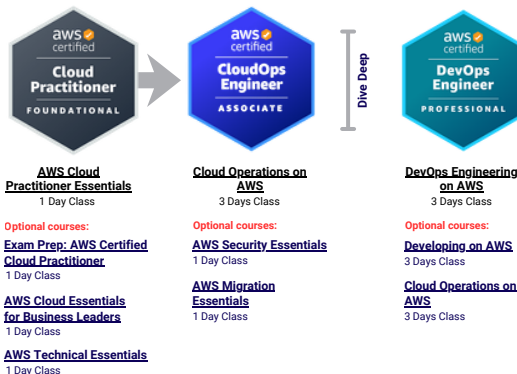 aws
certified
Cloud
Practitioner
FOUNDATIONAL
aws
certified
CloudOps
Engineer
ASSOCIATE
Dive Deep
aws
certified
DevOps
Engineer
PROFESSIONAL
AWS Cloud
Practitioner Essentials
1 Day Class
Optional courses:
Exam Prep: AWS Certified
Cloud Practitioner
1 Day Class
AWS Cloud Essentials
for Business Leaders
1 Day Class
AWS Technical Essentials
1 Day Class
Cloud Operations on
AWS
3 Days Class
Optional courses:
AWS Security Essentials
1 Day Class
AWS Migration
Essentials
1 Day Class
DevOps Engineering
on AWS
3 Days Class
Optional courses:
Developing on AWS
3 Days Class
Cloud Operations on
AWS
3 Days Class